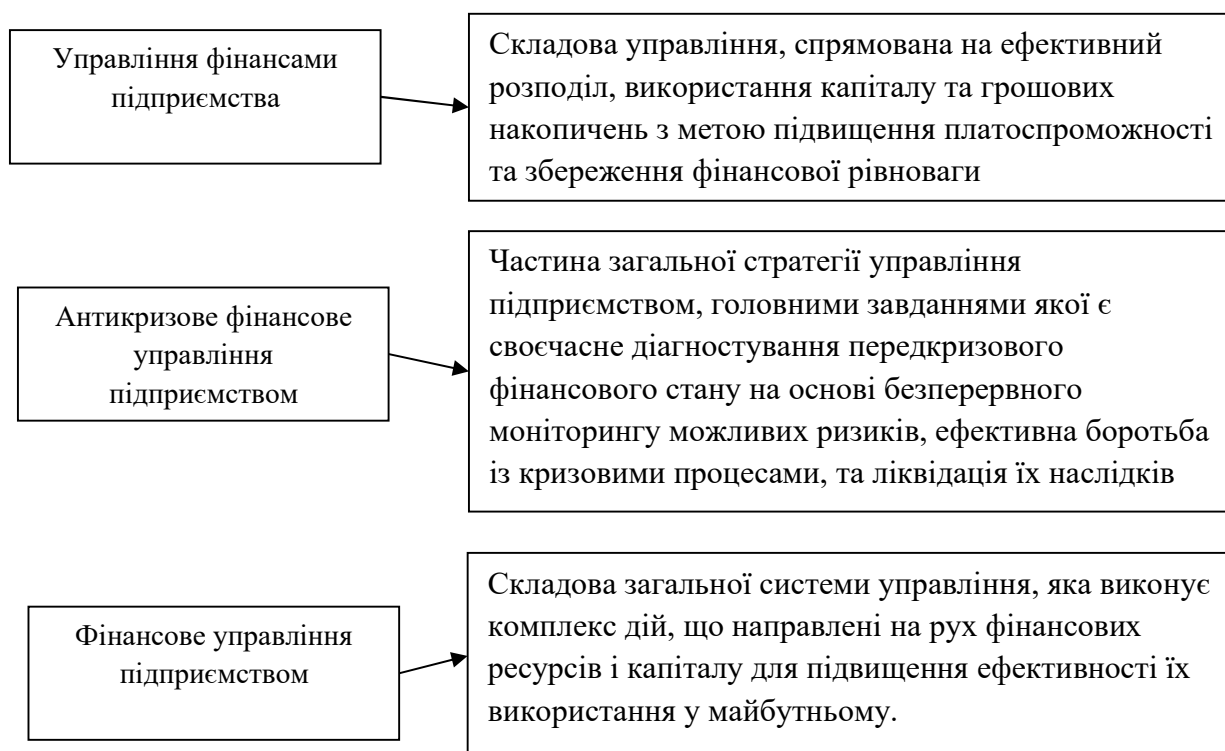 Управління фінансами
підприємства
Складова управління, спрямована на ефективний
розподіл, використання капіталу та грошових
накопичень з метою підвищення платоспроможності
та збереження фінансової рівноваги
Антикризове фінансове
управління
підприємством
Частина загальної стратегії управління
підприємством, головними завданнями якої є
своєчасне діагностування передкризового
фінансового стану на основі безперервного
моніторингу можливих ризиків, ефективна боротьба
із кризовими процесами, та ліквідація їх наслідків
Фінансове управління
підприємством
Складова загальної системи управління, яка виконує
комплекс дій, що направлені на рух фінансових
ресурсів і капіталу для підвищення ефективності їх
використання у майбутньому.